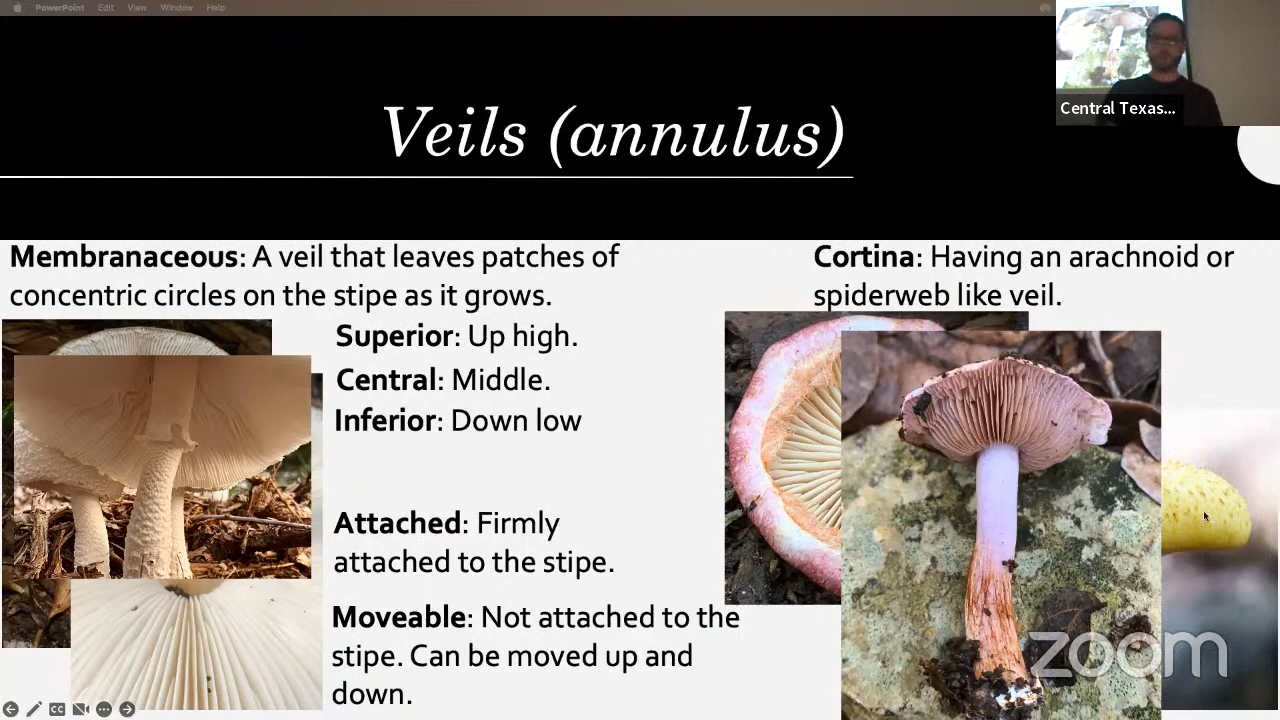 PowerPoint Edit View Window Help
Central Texas...
Veils (annulus)
Membranaceous: A veil that leaves patches of
concentric circles on the stipe as it grows.
Superior: Up high.
Central: Middle.
Inferior: Down low
Attached: Firmly
attached to the stipe.
Moveable: Not attached to the
stipe. Can be moved up and
down.
Cortina: Having an arachnoid or
spiderweb like veil.
zoom
CC